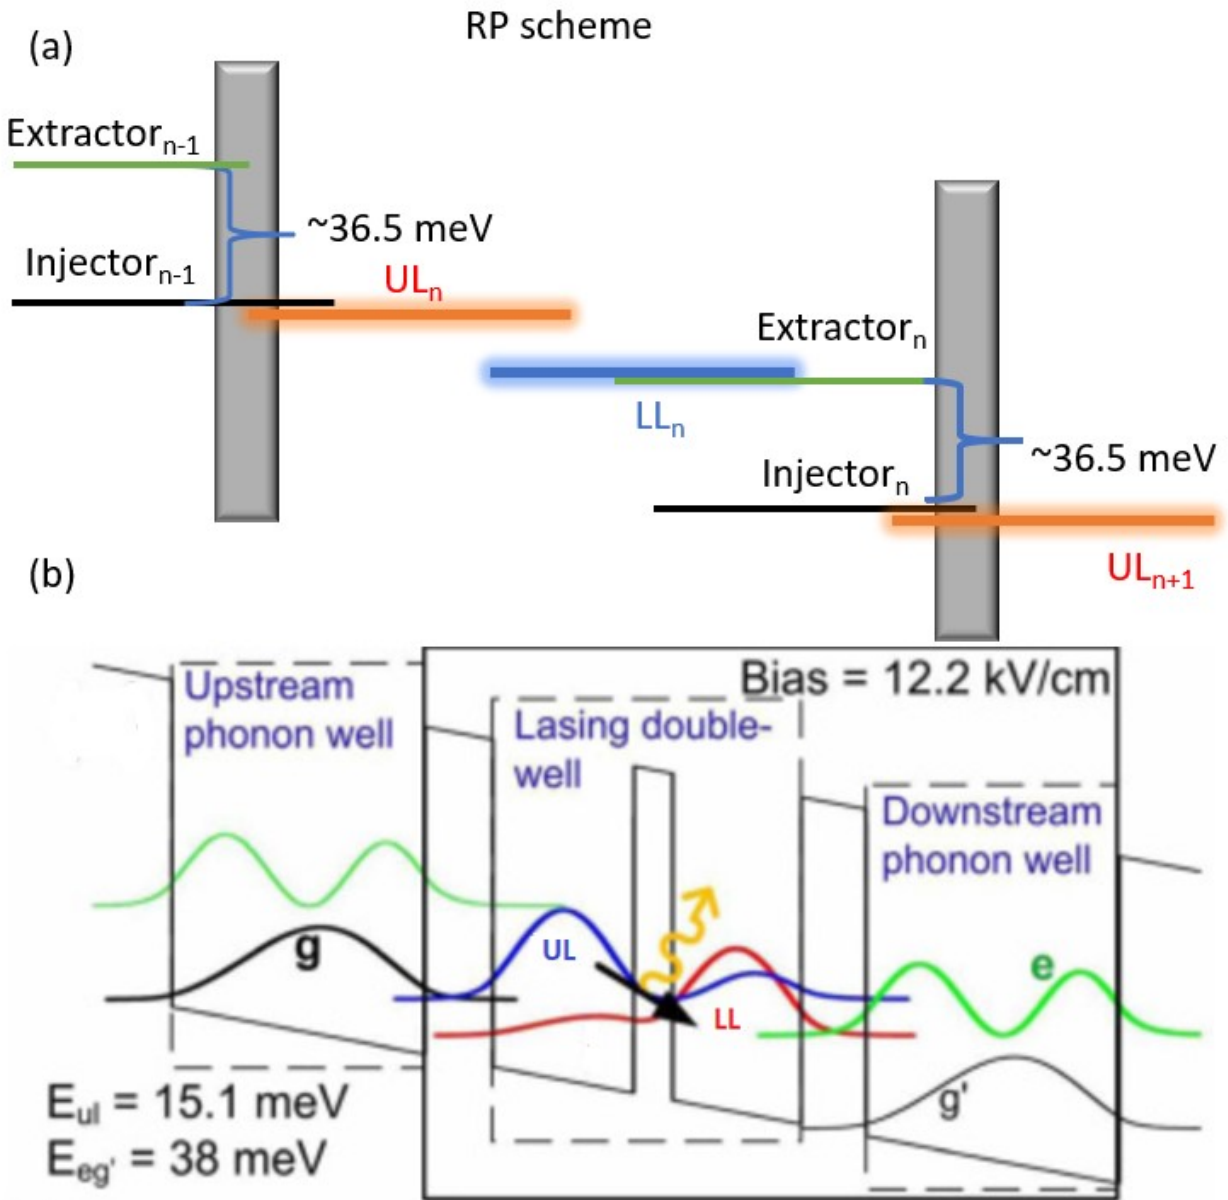 RP scheme
(a)
Extractorₙ₋₁
~36.5 meV
Injectorₙ₋₁
ULₙ
Extractorₙ
LLₙ
~36.5 meV
Injectorₙ
ULₙ₊₁
(b)
Upstream
phonon well
Bias = 12.2 kV/cm
Lasing double-
well
Downstream
phonon well
g
UL
e
LL
g'
Eᵤₗ = 15.1 meV
E_eg' = 38 meV